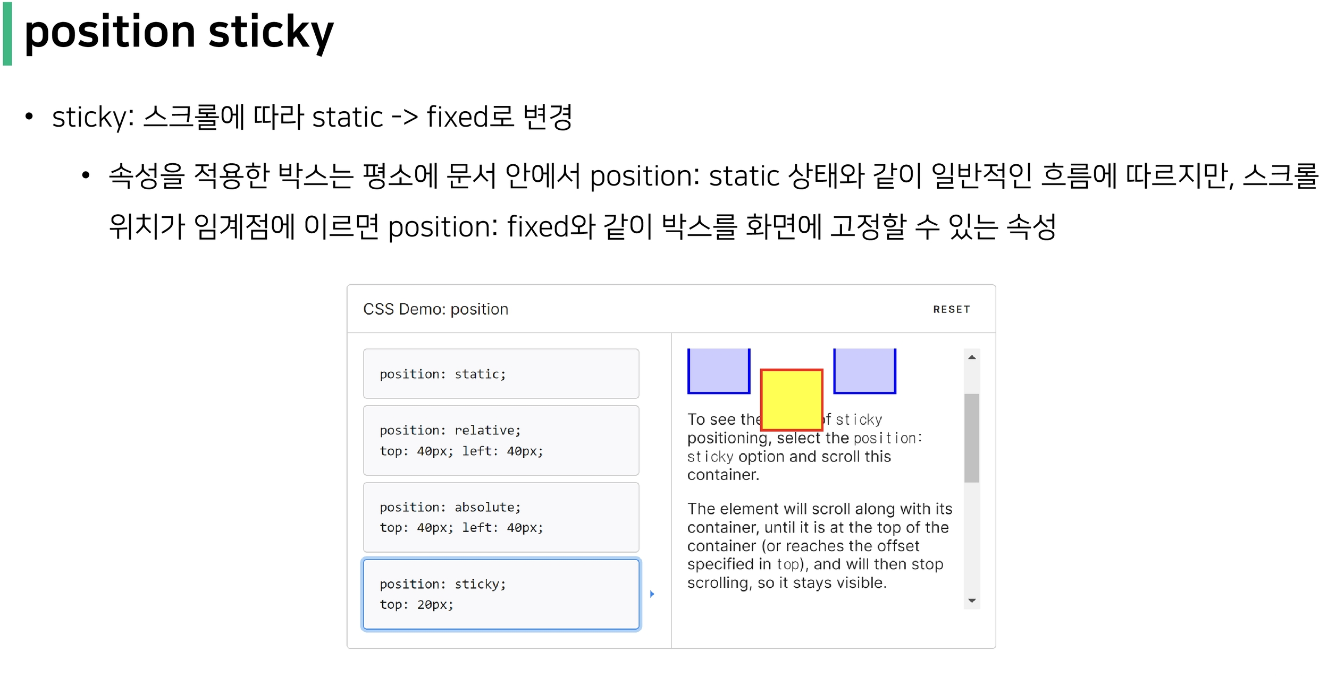 position sticky
• sticky: 스크롤에 따라 static -> fixed로 변경
• 속성을 적용한 박스는 평소에 문서 안에서 position: static 상태와 같이 일반적인 흐름에 따르지만, 스크롤
위치가 임계점에 이르면 position: fixed와 같이 박스를 화면에 고정할 수 있는 속성
CSS Demo: position
RESET
position: static;
position: relative;
top: 40px; left: 40px;
position: absolute;
top: 40px; left: 40px;
position: sticky;
top: 20px;
To see the f sticky
positioning, select the position:
sticky option and scroll this
container.
The element will scroll along with its
container, until it is at the top of the
container (or reaches the offset
specified in top), and will then stop
scrolling, so it stays visible.